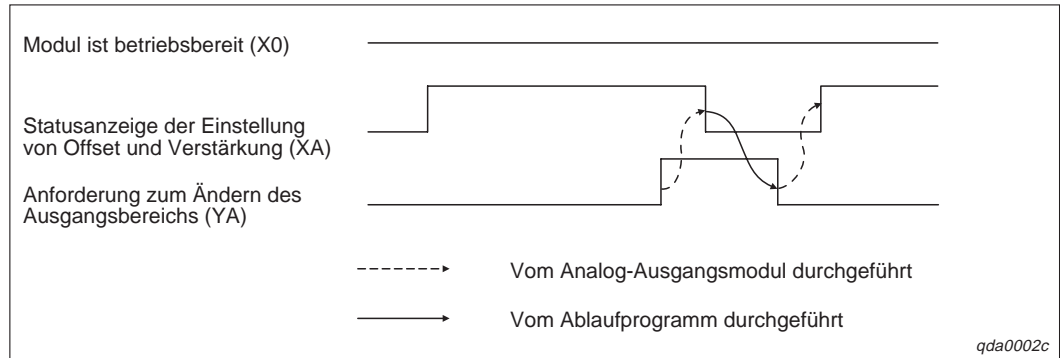 Modul ist betriebsbereit (X0)
Statusanzeige der Einstellung
von Offset und Verstärkung (XA)
Anforderung zum Ändern des
Ausgangsbereichs (YA)
Vom Analog-Ausgangsmodul durchgeführt
Vom Ablaufprogramm durchgeführt
qda0002c